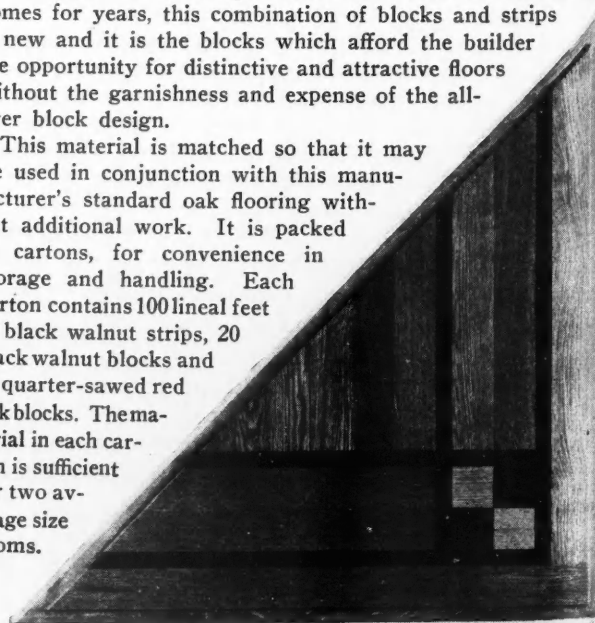 omes for years, this combination of blocks and strips
new and it is the blocks which afford the builder
e opportunity for distinctive and attractive floors
ithout the garnishness and expense of the all-
er block design.
This material is matched so that it may
e used in conjunction with this manu-
cturer's standard oak flooring with-
t additional work. It is packed
cartons, for convenience in
orage and handling. Each
rton contains 100 lineal feet
black walnut strips, 20
ack walnut blocks and
quarter-sawed red
k blocks. The ma-
ial in each car-
n is sufficient
r two av-
age size
oms.